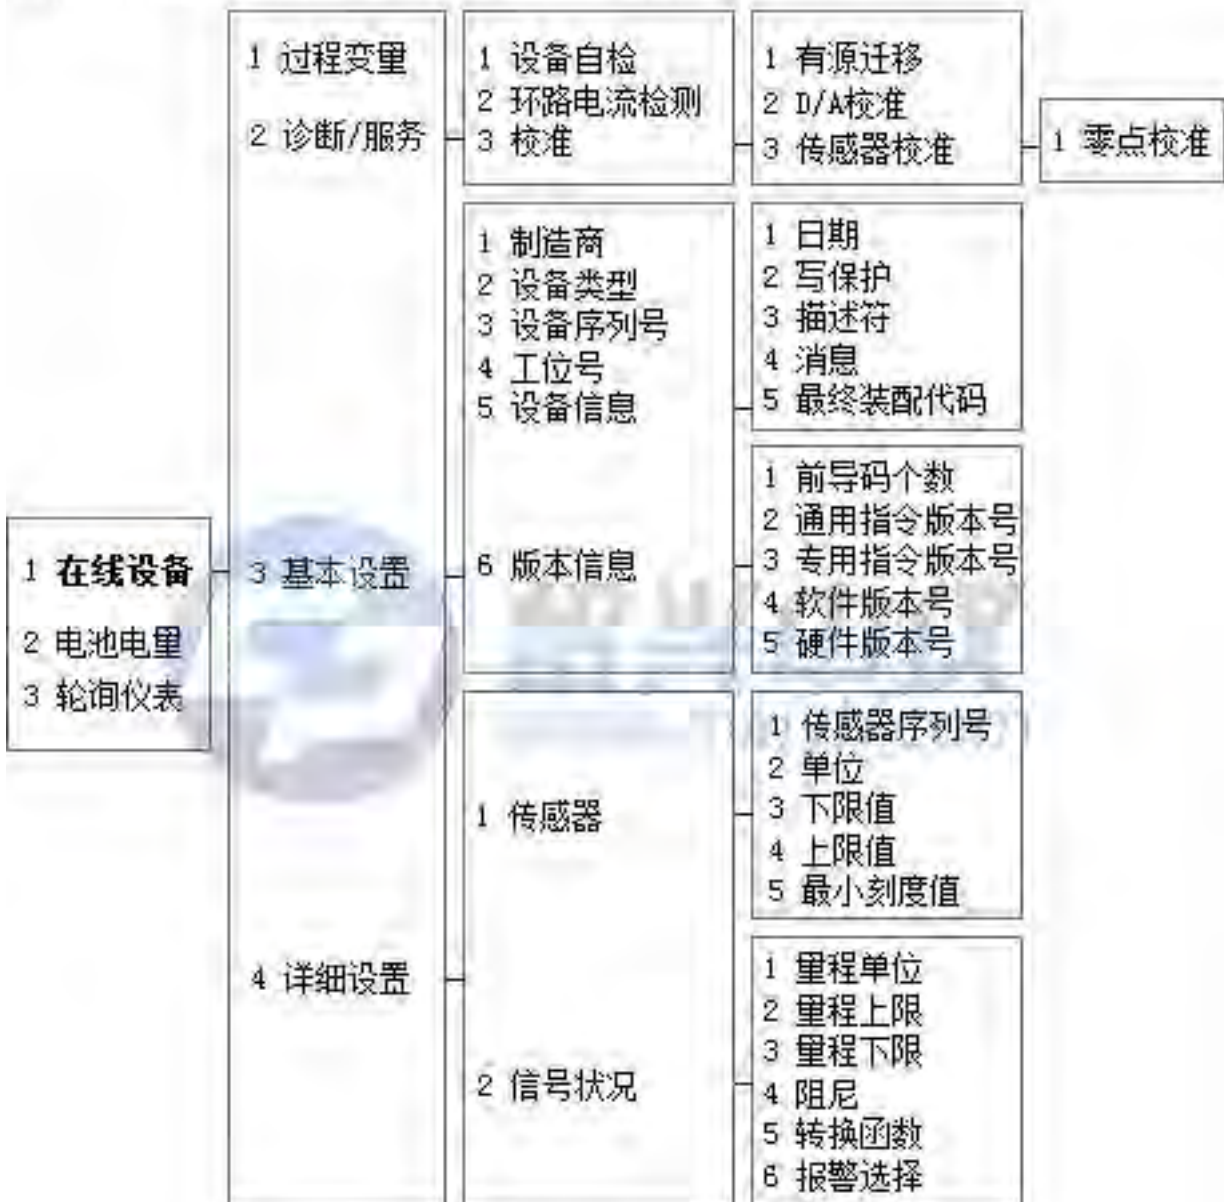 1 在线设备
2 电池电量
3 轮询仪表
1 过程变量
2 诊断/服务
3 基本设置
4 详细设置
1 设备自检
2 环路电流检测
3 校准
1 有源迁移
2 D/A校准
3 传感器校准
1 零点校准
1 制造商
2 设备类型
3 设备序列号
4 工位号
5 设备信息
6 版本信息
1 日期
2 写保护
3 描述符
4 消息
5 最终装配代码
1 前导码个数
2 通用指令版本号
3 专用指令版本号
4 软件版本号
5 硬件版本号
1 传感器
2 信号状况
1 传感器序列号
2 单位
3 下限值
4 上限值
5 最小刻度值
1 量程单位
2 量程上限
3 量程下限
4 阻尼
5 转换函数
6 报警选择